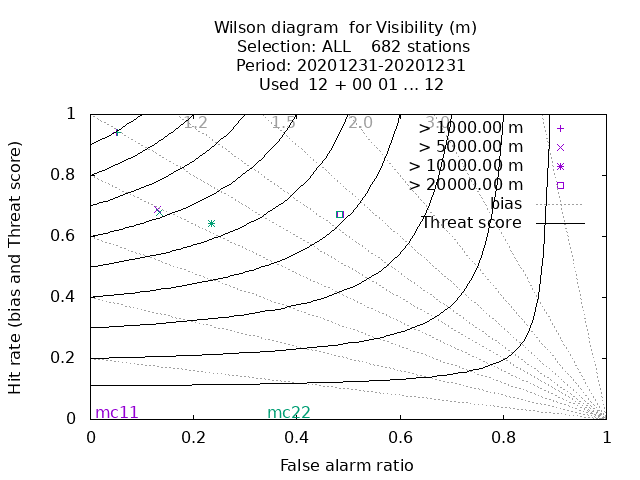 Wilson diagram  for Visibility (m)
Selection: ALL    682 stations
Period: 20201231-20201231
Used  12 + 00 01 ... 12
1.2 1.5 2.0 3.0
> 1000.00 m
> 5000.00 m
> 10000.00 m
> 20000.00 m
bias
Threat score
Hit rate (bias and Threat score)
1
0.8
0.6
0.4
0.2
0
mc11 mc22
0 0.2 0.4 0.6 0.8 1
False alarm ratio